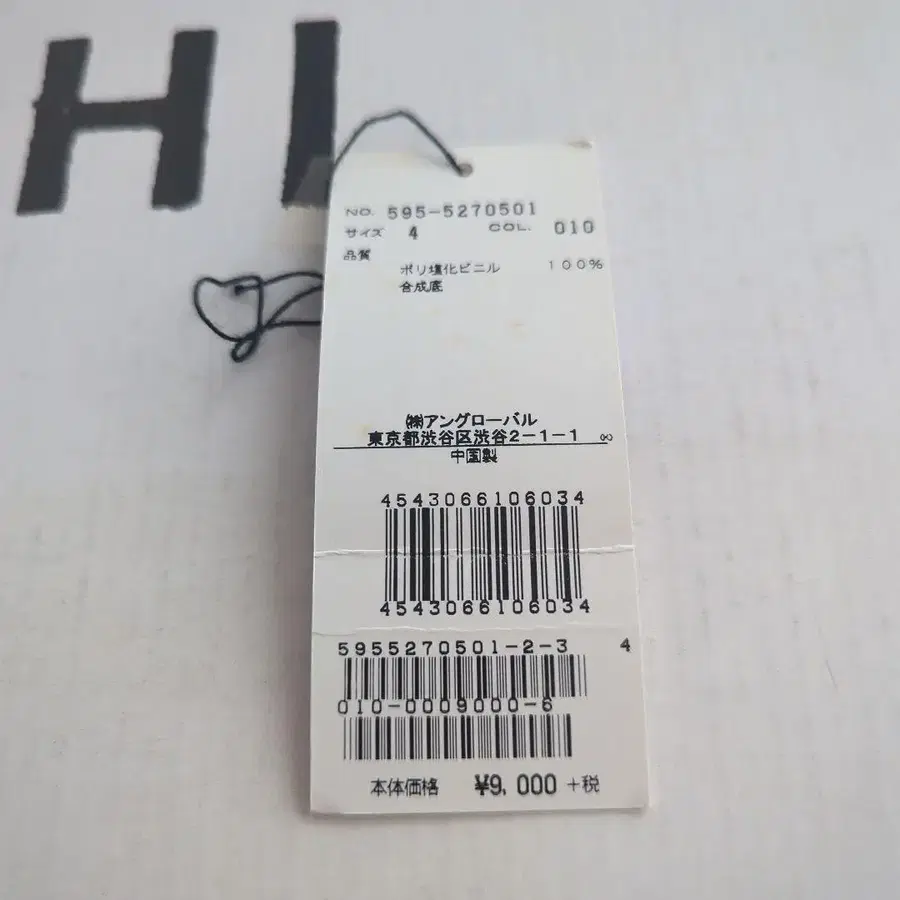 HI
NO. 595-5270501
サイズ 4 COL. 010
品質
ポリ塩化ビニル 100%
合成底
㈱アングローバル
東京都渋谷区渋谷2-1-1
中国製
4543066106034
4543066106034
5955270501-2-3 4
010-0009000-6
本体価格 ¥9,000 +税